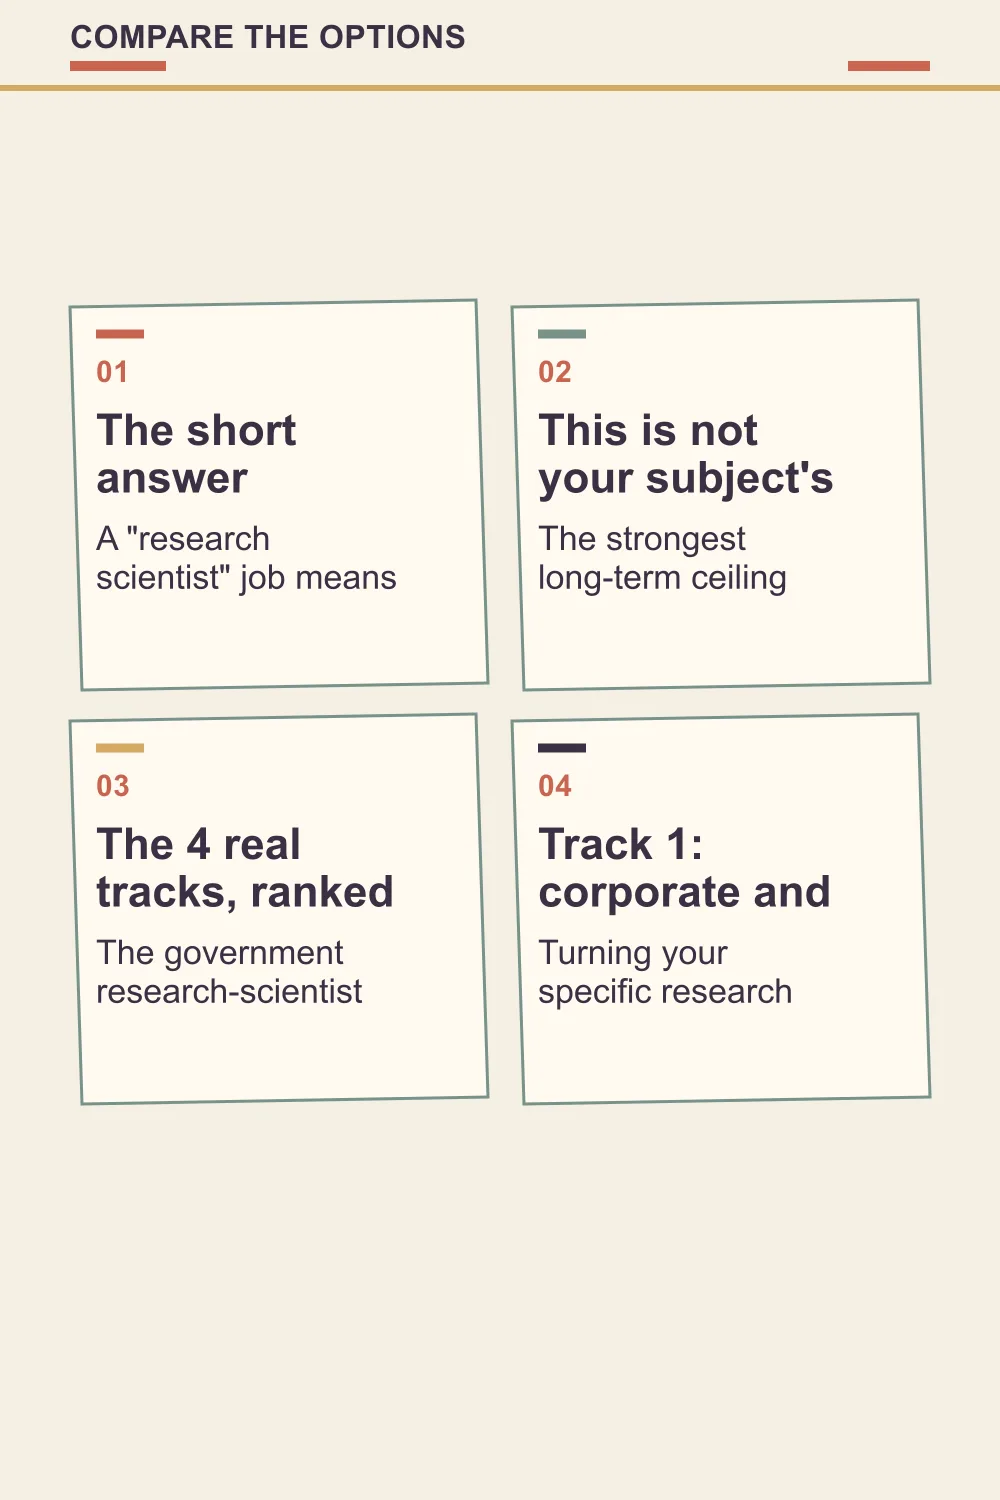 COMPARE THE OPTIONS
01
The short
answer
A "research
scientist" job means
02
This is not
your subject's
The strongest
long-term ceiling
03
The 4 real
tracks, ranked
The government
research-scientist
04
Track 1:
corporate and
Turning your
specific research